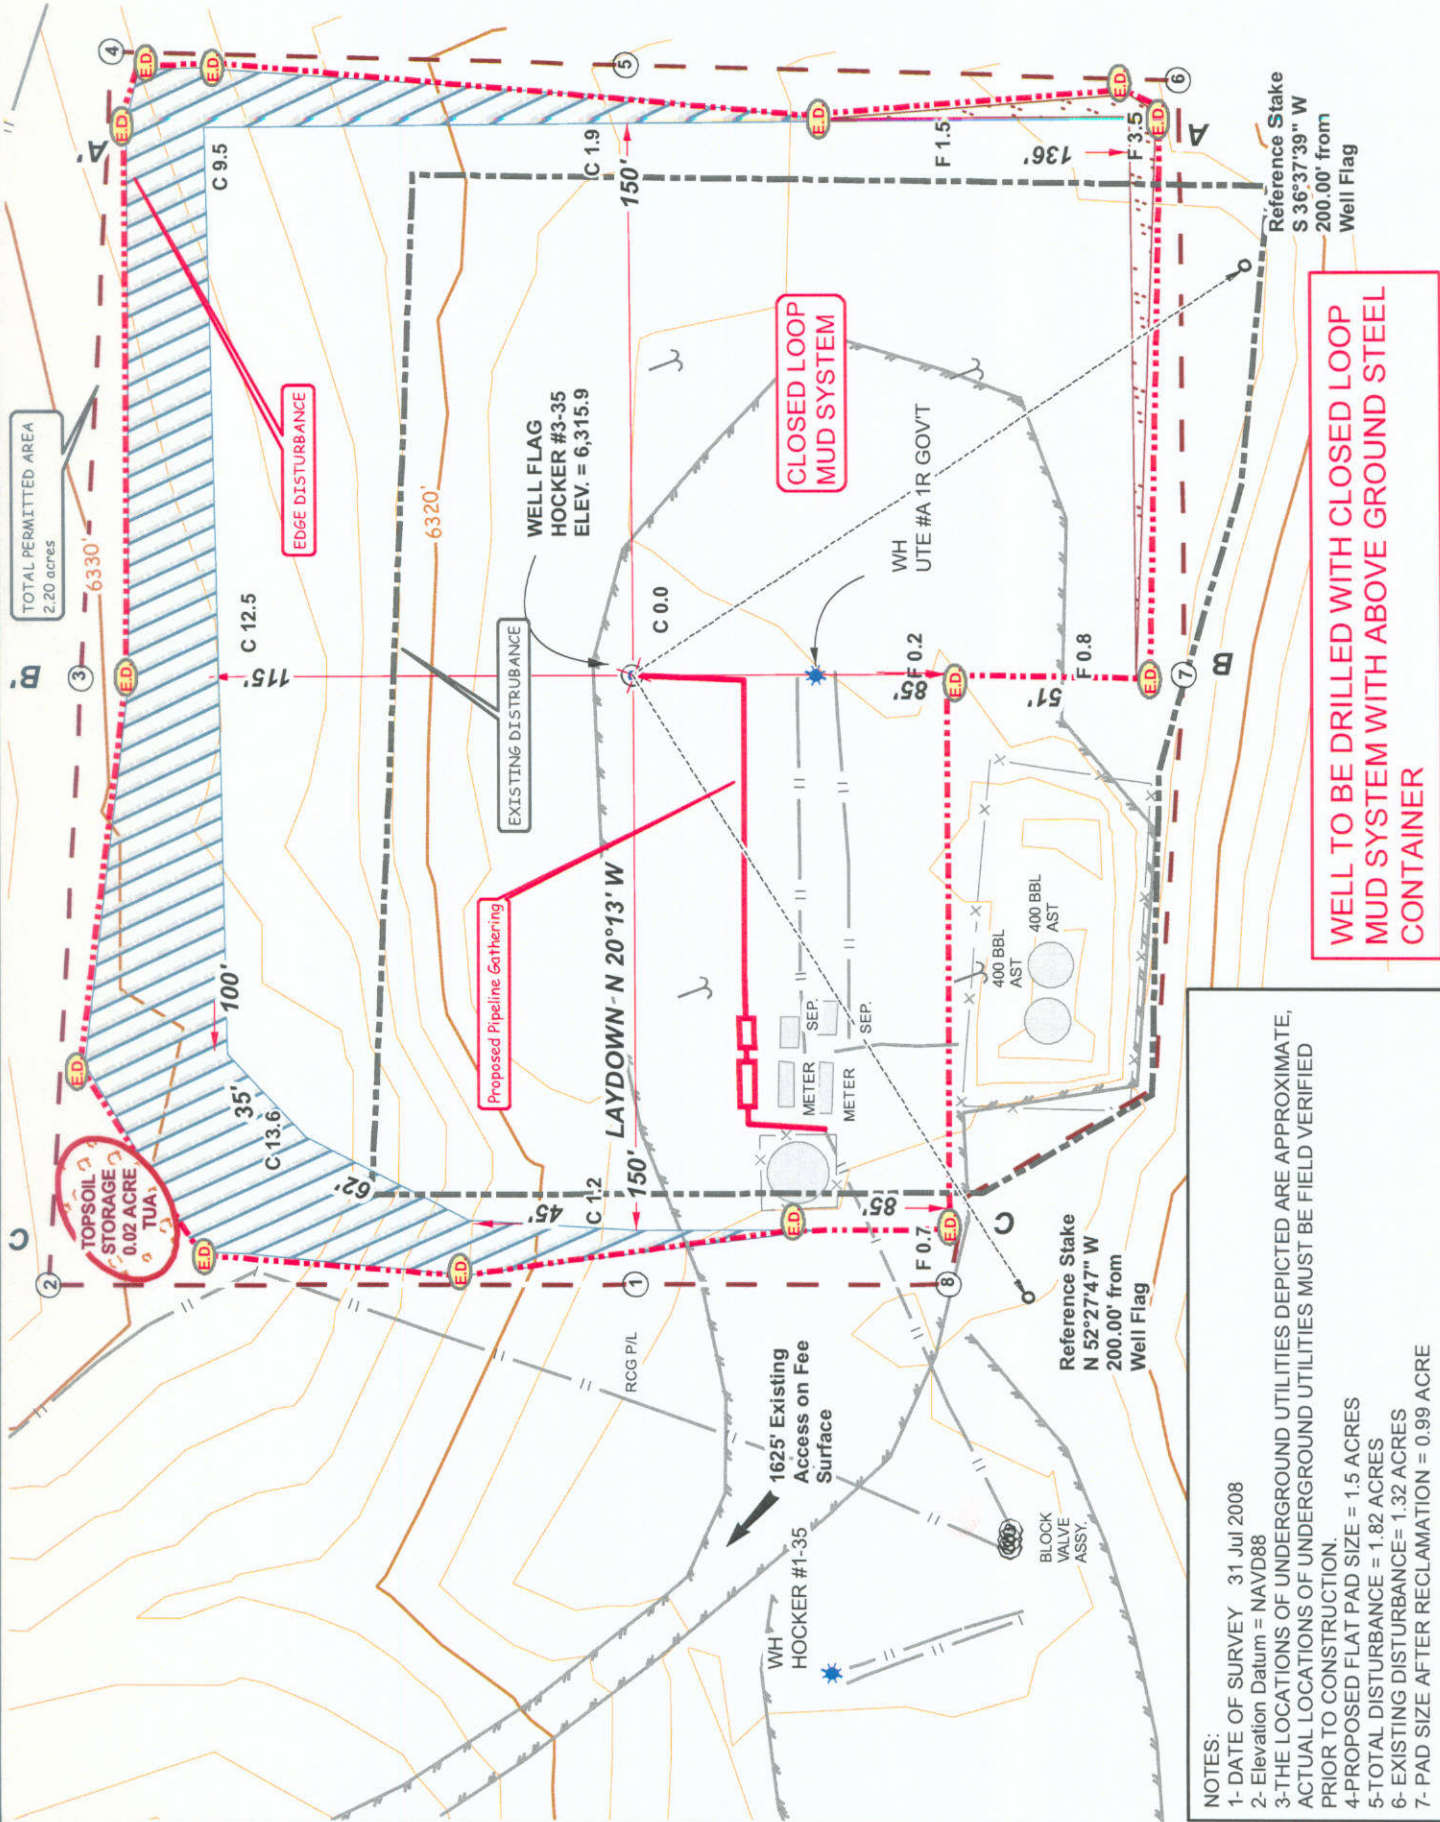 TOTAL PERMITTED AREA
2.20 acres
6330'
EDGE DISTURBANCE
6320'
EXISTING DISTRUBANCE
WELL FLAG
HOCKER #3-35
ELEV. = 6,315.9
CLOSED LOOP
MUD SYSTEM
WH
UTE #A 1R GOV'T
Proposed Pipeline Gathering
LAYDOWN - N 20°13' W
TOPSOIL
STORAGE
0.02 ACRE
TUA
C
B'
A'
2
3
4
E.D.
E.D.
E.D.
E.D.
E.D.
E.D.
100'
35'
C 13.6
62'
45'
C 1.2
150'
115'
C 12.5
C 0.0
C 9.5
C 1.9
150'
1
5
E.D.
E.D.
E.D.
85'
F 0.7
E.D.
8
C
METER
SEP.
METER
SEP.
400 BBL
AST
400 BBL
AST
F 0.2
85'
E.D.
51'
F 0.8
E.D.
7
B
F 1.5
136'
F 3.5
E.D.
E.D.
6
A
Reference Stake
S 36°37'39" W
200.00' from
Well Flag
Reference Stake
N 52°27'47" W
200.00' from
Well Flag
RCG P/L
1625' Existing
Access on Fee
Surface
WH
HOCKER #1-35
BLOCK
VALVE
ASSY.
WELL TO BE DRILLED WITH CLOSED LOOP
MUD SYSTEM WITH ABOVE GROUND STEEL
CONTAINER
NOTES:
1- DATE OF SURVEY 31 Jul 2008
2- Elevation Datum = NAVD88
3-THE LOCATIONS OF UNDERGROUND UTILITIES DEPICTED ARE APPROXIMATE,
ACTUAL LOCATIONS OF UNDERGROUND UTILITIES MUST BE FIELD VERIFIED
PRIOR TO CONSTRUCTION.
4-PROPOSED FLAT PAD SIZE = 1.5 ACRES
5-TOTAL DISTURBANCE = 1.82 ACRES
6- EXISTING DISTURBANCE= 1.32 ACRES
7- PAD SIZE AFTER RECLAMATION = 0.99 ACRE